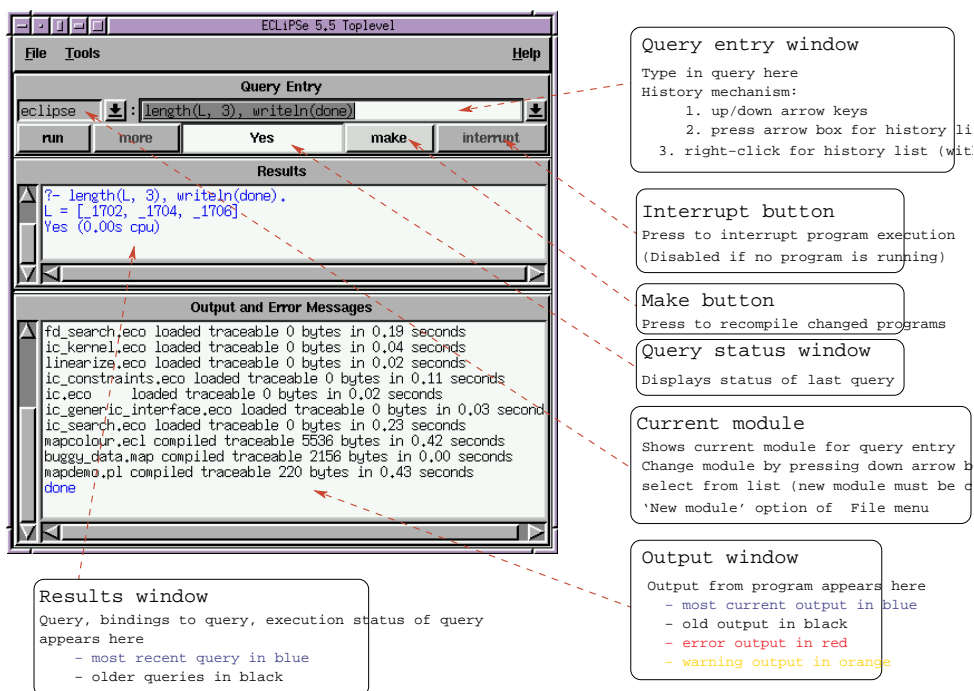 ECLiPSe 5.5 Toplevel
File Tools Help
Query Entry
eclipse : length(L, 3), writeln(done)
run more Yes make interrupt
Results
?- length(L, 3), writeln(done).
L = [_1702, _1704, _1706]
Yes (0.00s cpu)
Output and Error Messages
fd_search.eco loaded traceable 0 bytes in 0.19 seconds
ic_kernel.eco loaded traceable 0 bytes in 0.04 seconds
linearize.eco loaded traceable 0 bytes in 0.02 seconds
ic_constraints.eco loaded traceable 0 bytes in 0.11 seconds
ic.eco loaded traceable 0 bytes in 0.02 seconds
ic_generic_interface.eco loaded traceable 0 bytes in 0.03 second
ic_search.eco loaded traceable 0 bytes in 0.23 seconds
mapcolour.ecl compiled traceable 5536 bytes in 0.42 seconds
buggy_data.map compiled traceable 2156 bytes in 0.00 seconds
mapdemo.pl compiled traceable 220 bytes in 0.43 seconds
done
Query entry window
Type in query here
History mechanism:
1. up/down arrow keys
2. press arrow box for history li
3. right-click for history list (wit
Interrupt button
Press to interrupt program execution
(Disabled if no program is running)
Make button
Press to recompile changed programs
Query status window
Displays status of last query
Current module
Shows current module for query entry
Change module by pressing down arrow b
select from list (new module must be c
‘New module’ option of File menu
Output window
Output from program appears here
- most current output in blue
- old output in black
- error output in red
- warning output in orange
Results window
Query, bindings to query, execution status of query
appears here
- most recent query in blue
- older queries in black